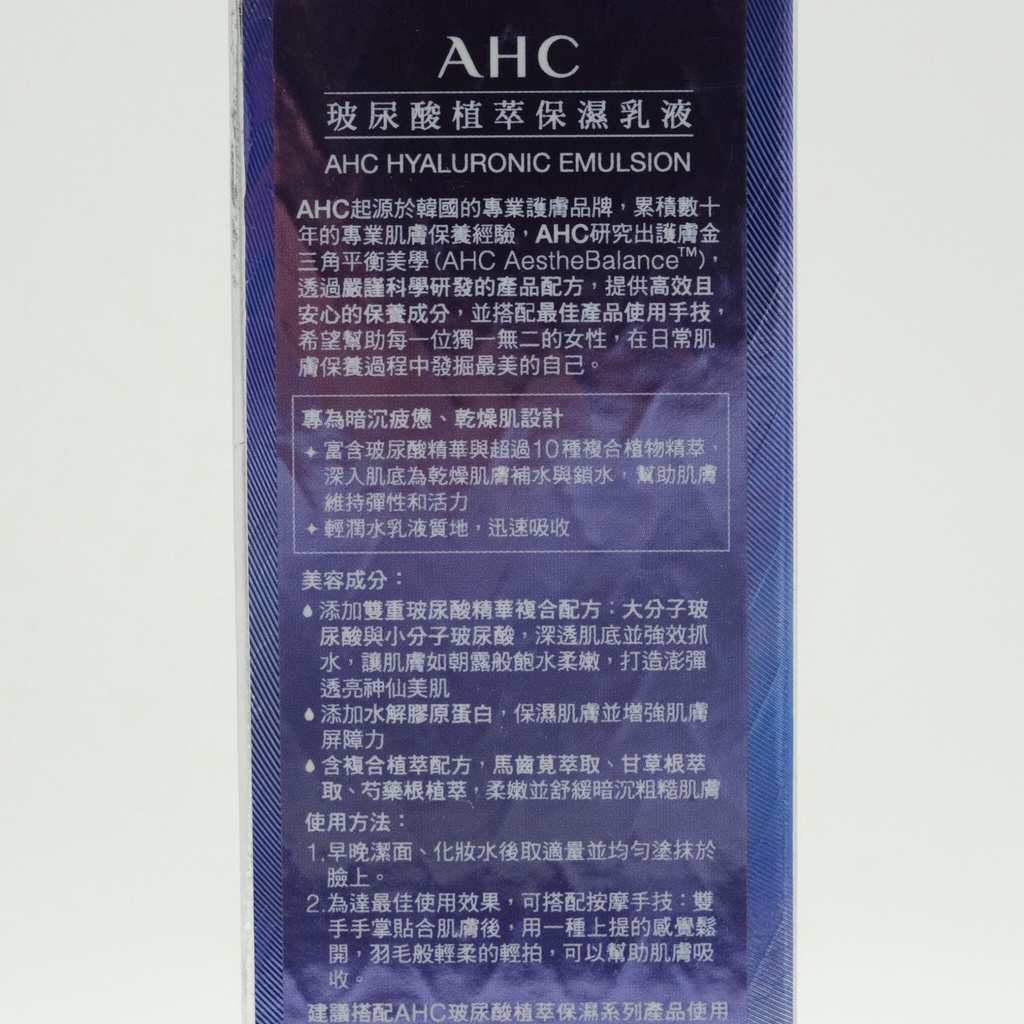 AHC
玻尿酸植萃保濕乳液
AHC HYALURONIC EMULSION
AHC起源於韓國的專業護膚品牌，累積數十
年的專業肌膚保養經驗，AHC研究出護膚金
三角平衡美學(AHC AestheBalance™)，
透過嚴謹科學研發的產品配方，提供高效且
安心的保養成分，並搭配最佳產品使用手技，
希望幫助每一位獨一無二的女性，在日常肌
膚保養過程中發掘最美的自己。
專為暗沉疲憊、乾燥肌設計
✦富含玻尿酸精華與超過10種複合植物精萃、
深入肌底為乾燥肌膚補水與鎖水，幫助肌膚
維持彈性和活力
✦輕潤水乳液質地，迅速吸收
美容成分：
添加雙重玻尿酸精華複合配方：大分子玻
尿酸與小分子玻尿酸，深透肌底並強效抓
水，讓肌膚如朝露般飽水柔嫩，打造澎彈
透亮神仙美肌
添加水解膠原蛋白，保濕肌膚並增強肌膚
屏障力
含複合植萃配方，馬齒莧萃取、甘草根萃
取、芍藥根植萃，柔嫩並舒緩暗沉粗糙肌膚
使用方法：
1.早晚潔面、化妝水後取適量並均勻塗抹於
臉上。
2.為達最佳使用效果，可搭配按摩手技：雙
手手掌貼合肌膚後，用一種上提的感覺鬆
開，羽毛般輕柔的輕拍，可以幫助肌膚吸
收。
建議搭配AHC玻尿酸植萃保濕系列產品使用